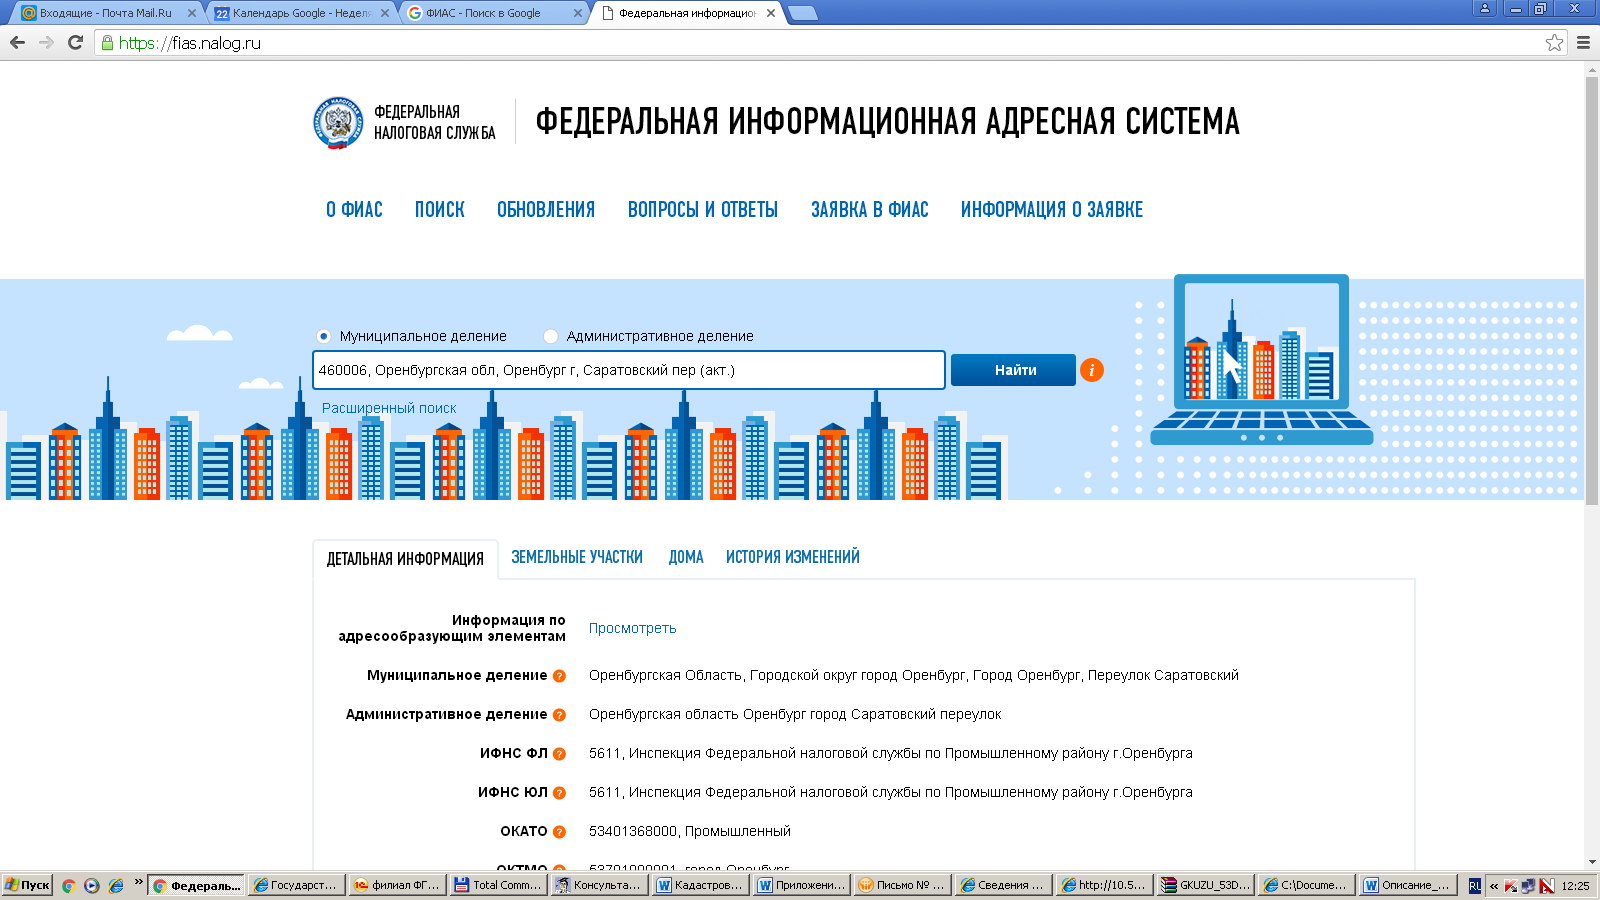 Входящие - Почта Mail.Ru
22 Календарь Google - Неделя
ФИАС - Поиск в Google
Федеральная информацион
https://fias.nalog.ru
ФЕДЕРАЛЬНАЯ
НАЛОГОВАЯ СЛУЖБА
ФЕДЕРАЛЬНАЯ ИНФОРМАЦИОННАЯ АДРЕСНАЯ СИСТЕМА
О ФИАС ПОИСК ОБНОВЛЕНИЯ ВОПРОСЫ И ОТВЕТЫ ЗАЯВКА В ФИАС ИНФОРМАЦИЯ О ЗАЯВКЕ
Муниципальное деление Административное деление
460006, Оренбургская обл, Оренбург г, Саратовский пер (акт.)
Найти
i
Расширенный поиск
ДЕТАЛЬНАЯ ИНФОРМАЦИЯ ЗЕМЕЛЬНЫЕ УЧАСТКИ ДОМА ИСТОРИЯ ИЗМЕНЕНИЙ
Информация по
адресообразующим элементам
Просмотреть
Муниципальное деление ? Оренбургская Область, Городской округ город Оренбург, Город Оренбург, Переулок Саратовский
Административное деление ? Оренбургская область Оренбург город Саратовский переулок
ИФНС ФЛ ? 5611, Инспекция Федеральной налоговой службы по Промышленному району г.Оренбурга
ИФНС ЮЛ ? 5611, Инспекция Федеральной налоговой службы по Промышленному району г.Оренбурга
ОКАТО ? 53401368000, Промышленный
ОКТМО 53701000001, город Оренбург
Пуск
» Федераль...
Государст...
филиал ФГ...
Total Comm...
Консульта...
Кадастров...
Приложени...
Письмо № ...
Сведения ...
http://10.5...
GKUZU_53D...
C:\Docume...
Описание_...
RU « 12:25